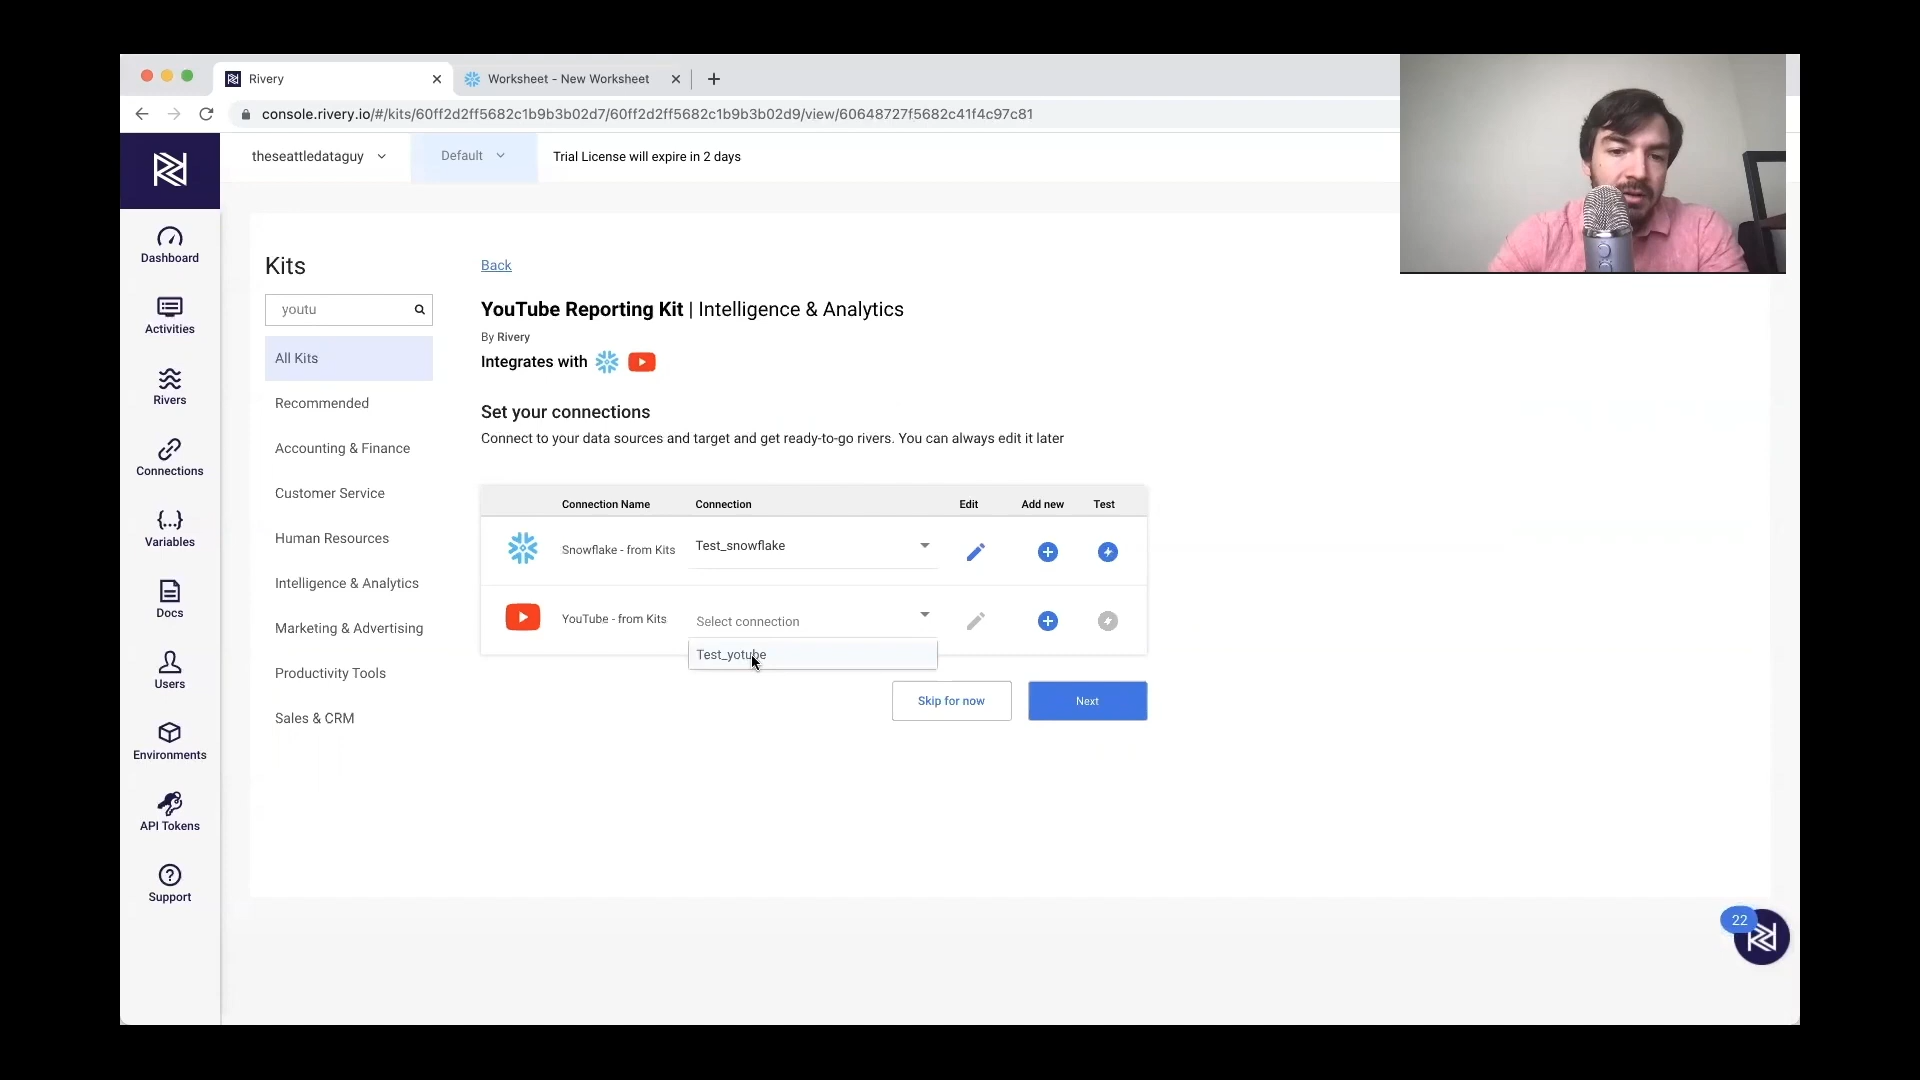 Rivery
Worksheet - New Worksheet
console.rivery.io/#/kits/60ff2d2ff5682c1b9b3b02d7/60ff2d2ff5682c1b9b3b02d9/view/60648727f5682c41f4c97c81
theseattledataguy
Default
Trial License will expire in 2 days
Dashboard
Activities
Rivers
Connections
Variables
Docs
Users
Environments
API Tokens
Support
Kits
youtu
All Kits
Recommended
Accounting & Finance
Customer Service
Human Resources
Intelligence & Analytics
Marketing & Advertising
Productivity Tools
Sales & CRM
Back
YouTube Reporting Kit | Intelligence & Analytics
By Rivery
Integrates with
Set your connections
Connect to your data sources and target and get ready-to-go rivers. You can always edit it later
Connection Name Connection Edit Add new Test
Snowflake - from Kits Test_snowflake
YouTube - from Kits Select connection
Test_yotube
Skip for now Next
22